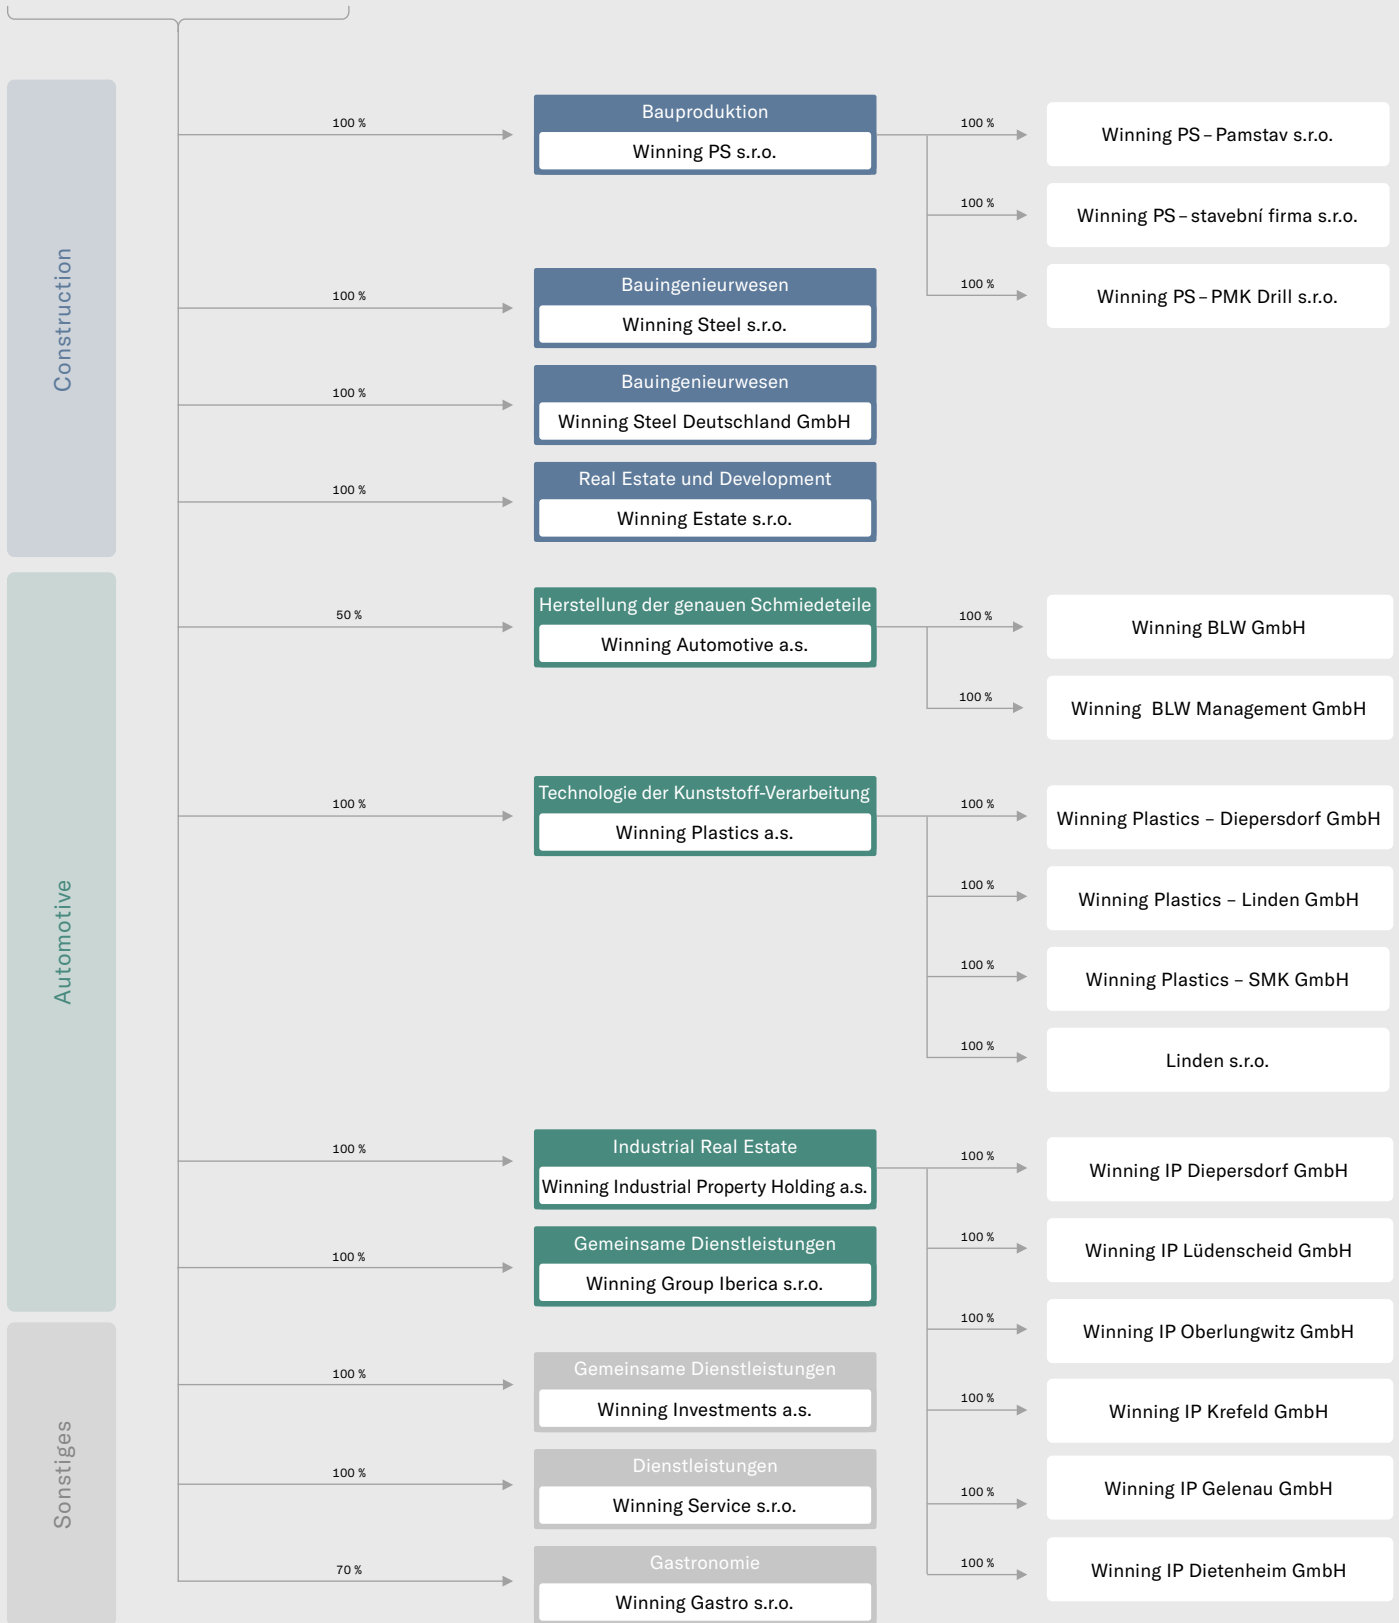 Construction
100 %
Bauproduktion
Winning PS s.r.o.
100 %
Winning PS – Pamstav s.r.o.
100 %
Winning PS – stavební firma s.r.o.
100 %
Winning PS – PMK Drill s.r.o.
100 %
Bauingenieurwesen
Winning Steel s.r.o.
100 %
Bauingenieurwesen
Winning Steel Deutschland GmbH
100 %
Real Estate und Development
Winning Estate s.r.o.
Automotive
50 %
Herstellung der genauen Schmiedeteile
Winning Automotive a.s.
100 %
Winning BLW GmbH
100 %
Winning BLW Management GmbH
100 %
Technologie der Kunststoff-Verarbeitung
Winning Plastics a.s.
100 %
Winning Plastics – Diepersdorf GmbH
100 %
Winning Plastics – Linden GmbH
100 %
Winning Plastics – SMK GmbH
100 %
Linden s.r.o.
100 %
Industrial Real Estate
Winning Industrial Property Holding a.s.
100 %
Winning IP Diepersdorf GmbH
100 %
Winning IP Lüdenscheid GmbH
100 %
Winning IP Oberlungwitz GmbH
100 %
Winning IP Krefeld GmbH
100 %
Winning IP Gelenau GmbH
100 %
Winning IP Dietenheim GmbH
100 %
Gemeinsame Dienstleistungen
Winning Group Iberica s.r.o.
Sonstiges
100 %
Gemeinsame Dienstleistungen
Winning Investments a.s.
100 %
Dienstleistungen
Winning Service s.r.o.
70 %
Gastronomie
Winning Gastro s.r.o.